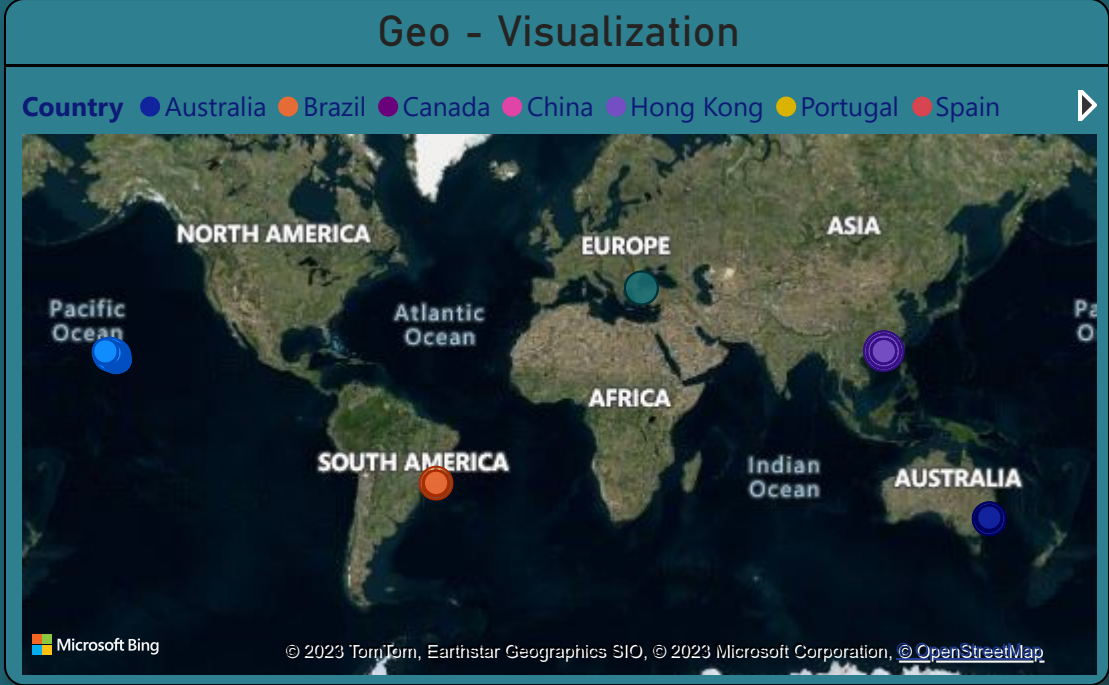 Geo - Visualization
Country Australia Brazil Canada China Hong Kong Portugal Spain
NORTH AMERICA
ASIA
EUROPE
Pacific
Ocean
Atlantic
Ocean
Pa
O
AFRICA
SOUTH AMERICA
Indian
Ocean
AUSTRALIA
Microsoft Bing
© 2023 TomTom, Earthstar Geographics SIO, © 2023 Microsoft Corporation, © OpenStreetMap